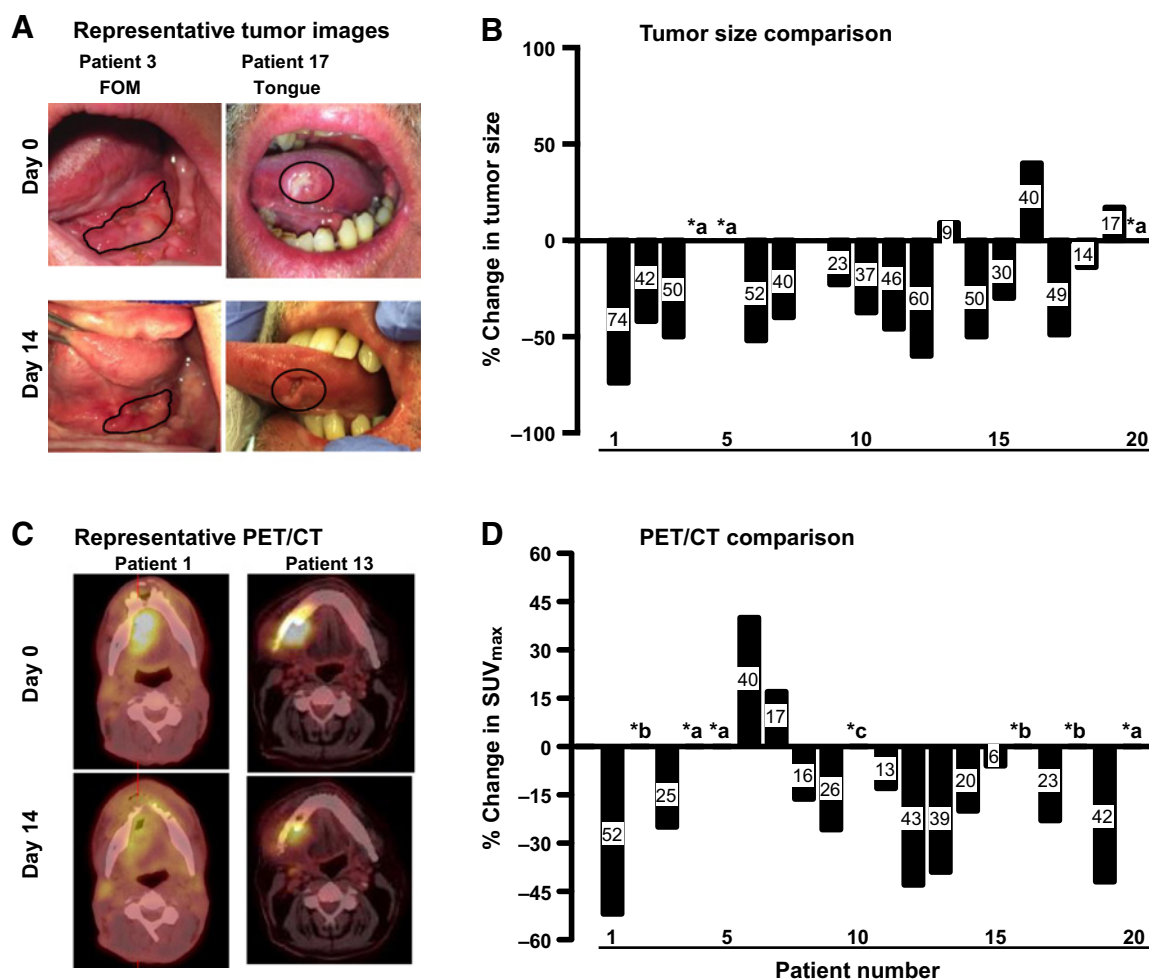 A Representative tumor images
Patient 3 Patient 17
FOM Tongue
Day 0
Day 14
B Tumor size comparison
% Change in tumor size
100
50
0
–50
–100
74 42 50 *a *a 52 40 23 37 46 60 9 50 30 40 49 14 17 *a
1 5 10 15 20
C Representative PET/CT
Patient 1 Patient 13
Day 0
Day 14
D PET/CT comparison
% Change in SUVmax
60
45
30
15
0
–15
–30
–45
–60
52 *b 25 *a *a 40 17 16 26 *c 13 43 39 20 6 *b 23 *b 42 *a
1 5 10 15 20
Patient number